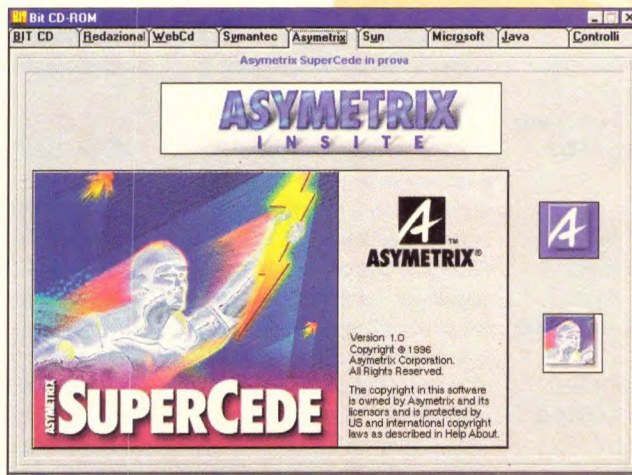 Bit CD-ROM
BIT CD Redazional WebCd Symantec Asymetrix Sun Microsoft Java Controlli
Asymetrix SuperCede in prova
ASYMETRIX
INSITE
A™
ASYMETRIX®
Version 1.0
Copyright © 1996
Asymetrix Corporation.
All Rights Reserved.
The copyright in this software
is owned by Asymetrix and its
licensors and is protected by
US and international copyright
laws as described in Help About.
ASYMETRIX
SUPERCEDE